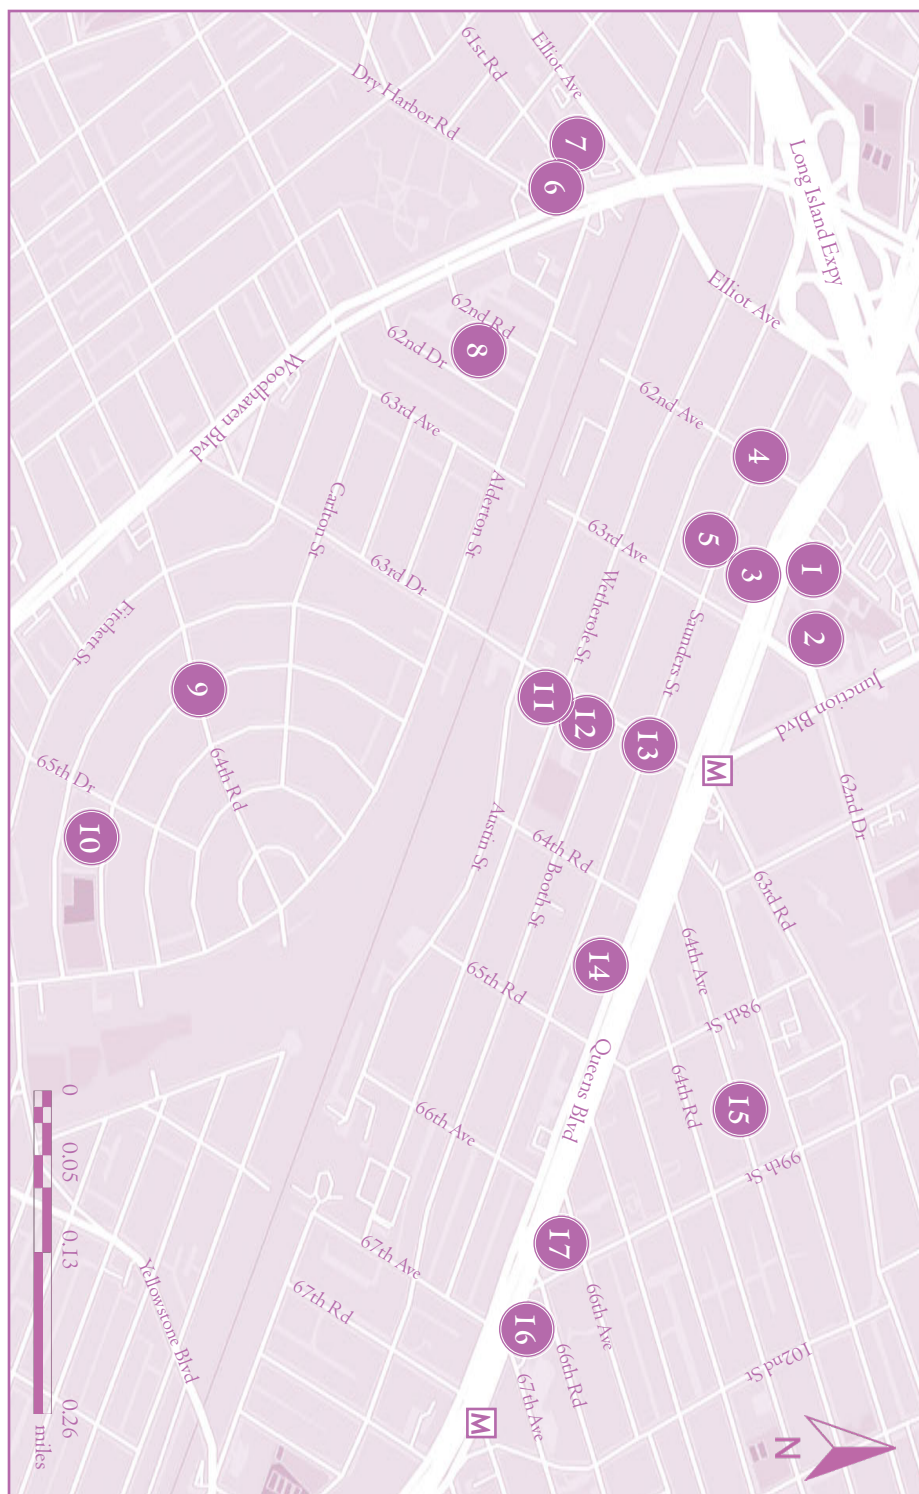 61st Rd
Elliot Ave
Dry Harbor Rd
7
6
Long Island Expy
Elliot Ave
62nd Rd
8
62nd Dr
62nd Ave
Woodhaven Blvd
63rd Ave
4
Alderton St
Carlton St
5
3
1
63rd Ave
63rd Dr
Wetherole St
2
Fitchett St
Saunders St
9
11
12
13
Junction Blvd
M
64th Rd
65th Dr
10
Austin St
62nd Dr
64th Rd
Booth St
63rd Rd
14
64th Ave
65th Rd
98th St
Queens Blvd
64th Rd
15
66th Ave
99th St
0
0.05
0.13
0.26
miles
17
67th Ave
67th Rd
16
66th Ave
66th Rd
67th Ave
102nd St
Yellowstone Blvd
M
N